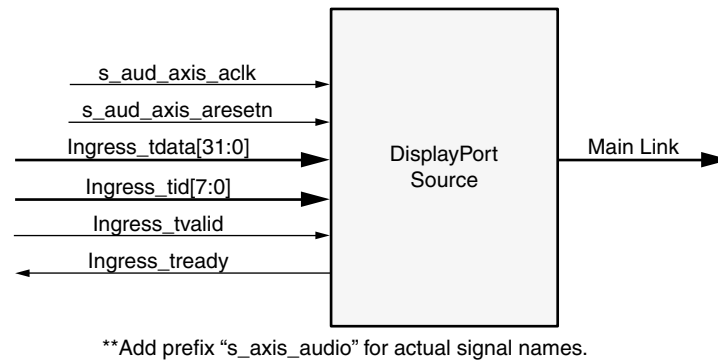 s_aud_axis_aclk
s_aud_axis_aresetn
Ingress_tdata[31:0]
Ingress_tid[7:0]
Ingress_tvalid
Ingress_tready
DisplayPort
Source
Main Link
**Add prefix “s_axis_audio” for actual signal names.